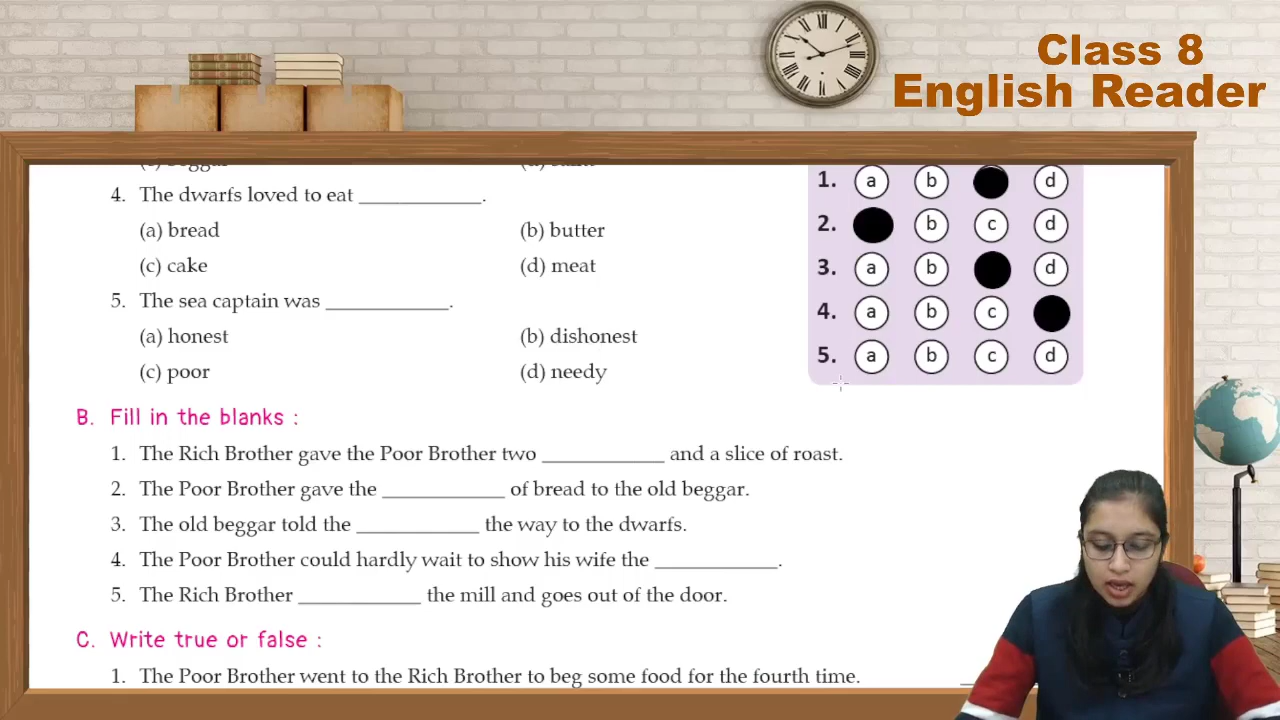 Class 8
English Reader
4. The dwarfs loved to eat ____________.
(a) bread (b) butter
(c) cake (d) meat
5. The sea captain was ____________.
(a) honest (b) dishonest
(c) poor (d) needy
1. a b d
2. b c d
3. a b d
4. a b c
5. a b c d
B. Fill in the blanks :
1. The Rich Brother gave the Poor Brother two ____________ and a slice of roast.
2. The Poor Brother gave the ____________ of bread to the old beggar.
3. The old beggar told the ____________ the way to the dwarfs.
4. The Poor Brother could hardly wait to show his wife the ____________.
5. The Rich Brother ____________ the mill and goes out of the door.
C. Write true or false :
1. The Poor Brother went to the Rich Brother to beg some food for the fourth time.